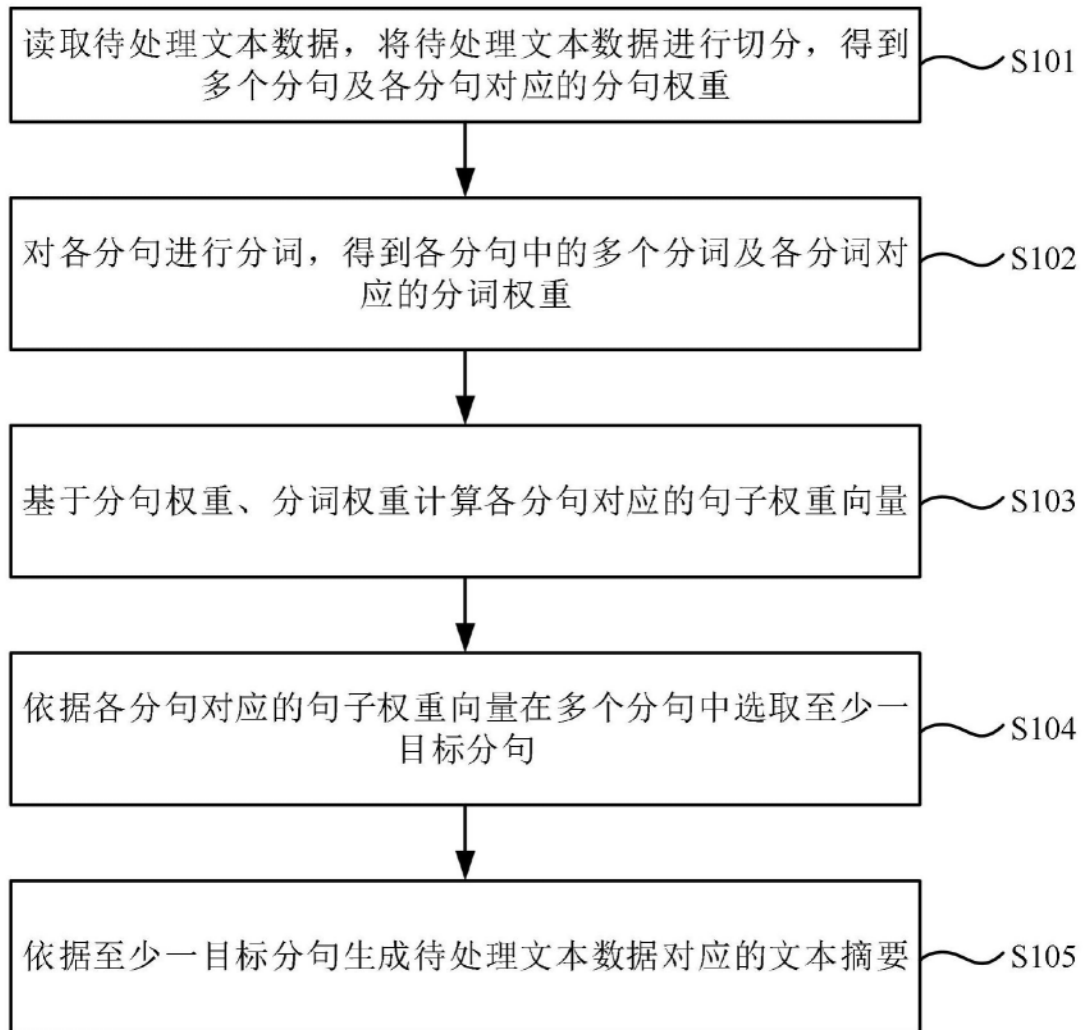 读取待处理文本数据，将待处理文本数据进行切分，得到
多个分句及各分句对应的分句权重
S101
对各分句进行分词，得到各分句中的多个分词及各分词对
应的分词权重
S102
基于分句权重、分词权重计算各分句对应的句子权重向量
S103
依据各分句对应的句子权重向量在多个分句中选取至少一
目标分句
S104
依据至少一目标分句生成待处理文本数据对应的文本摘要
S105